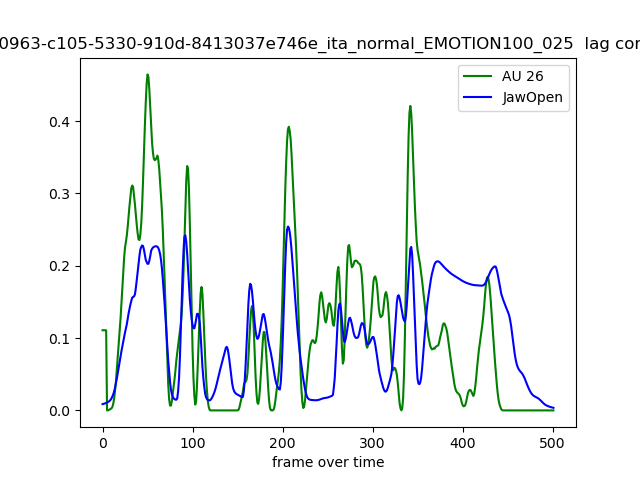 0963-c105-5330-910d-8413037e746e_ita_normal_EMOTION100_025 lag cor
AU 26
JawOpen
0.4
0.3
0.2
0.1
0.0
0 100 200 300 400 500
frame over time